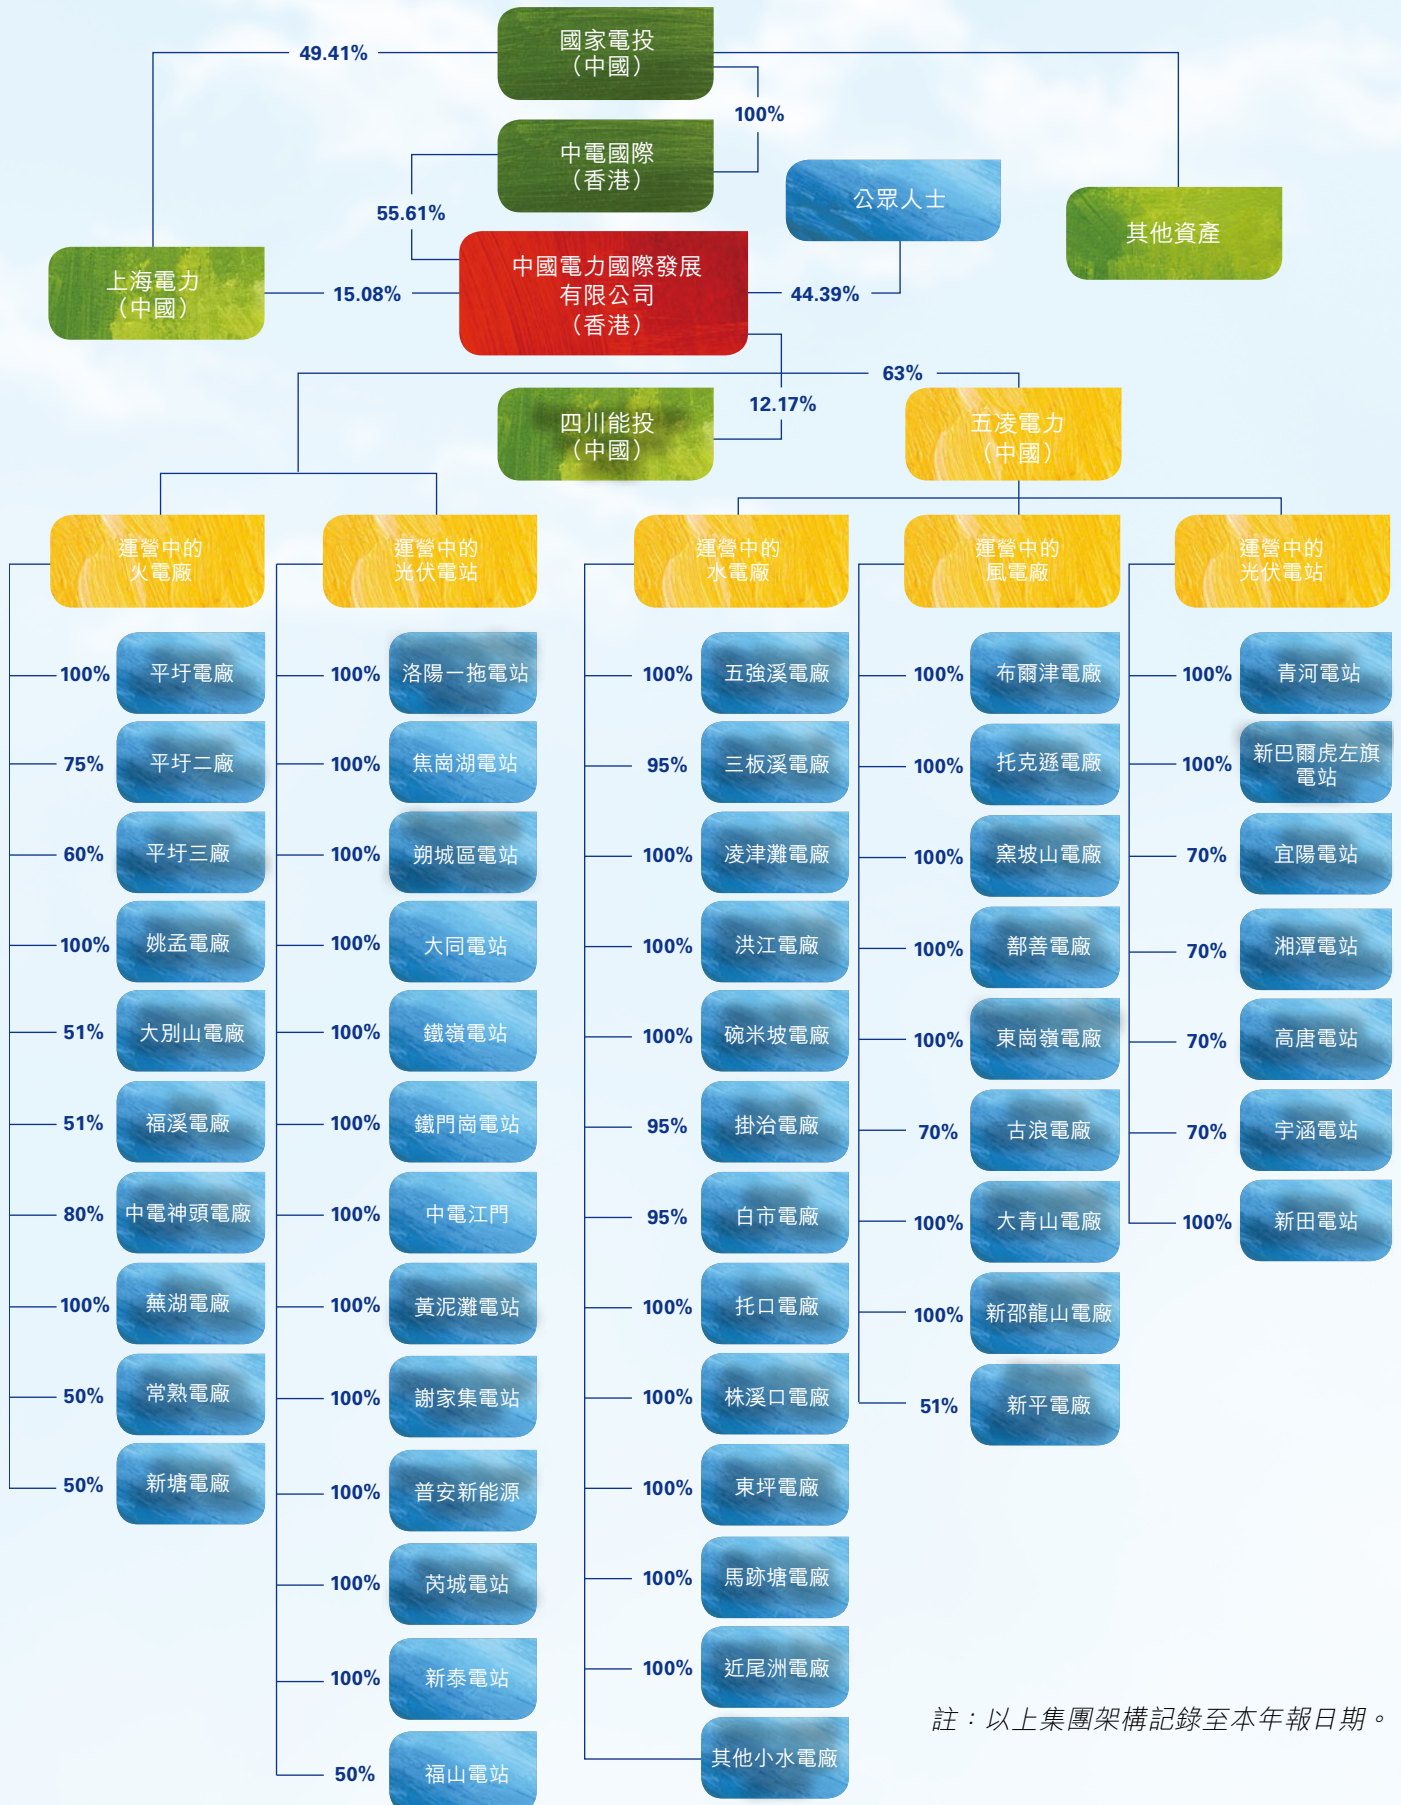 國家電投
（中國）
49.41%
100%
中電國際
（香港）
公眾人士
其他資產
55.61%
上海電力
（中國）
15.08%
中國電力國際發展
有限公司
（香港）
44.39%
63%
12.17%
四川能投
（中國）
五凌電力
（中國）
運營中的
火電廠
100%
平圩電廠
75%
平圩二廠
60%
平圩三廠
100%
姚孟電廠
51%
大別山電廠
51%
福溪電廠
80%
中電神頭電廠
100%
蕪湖電廠
50%
常熟電廠
50%
新塘電廠
運營中的
光伏電站
100%
洛陽一拖電站
100%
焦崗湖電站
100%
朔城區電站
100%
大同電站
100%
鐵嶺電站
100%
鐵門崗電站
100%
中電江門
100%
黃泥灘電站
100%
謝家集電站
100%
普安新能源
100%
芮城電站
100%
新泰電站
50%
福山電站
運營中的
水電廠
100%
五強溪電廠
95%
三板溪電廠
100%
凌津灘電廠
100%
洪江電廠
100%
碗米坡電廠
95%
掛治電廠
95%
白市電廠
100%
托口電廠
100%
株溪口電廠
100%
東坪電廠
100%
馬跡塘電廠
100%
近尾洲電廠
其他小水電廠
運營中的
風電廠
100%
布爾津電廠
100%
托克遜電廠
100%
窯坡山電廠
100%
鄯善電廠
100%
東崗嶺電廠
70%
古浪電廠
100%
大青山電廠
100%
新邵龍山電廠
51%
新平電廠
運營中的
光伏電站
100%
青河電站
100%
新巴爾虎左旗
電站
70%
宜陽電站
70%
湘潭電站
70%
高唐電站
70%
宇涵電站
100%
新田電站
註：以上集團架構記錄至本年報日期。